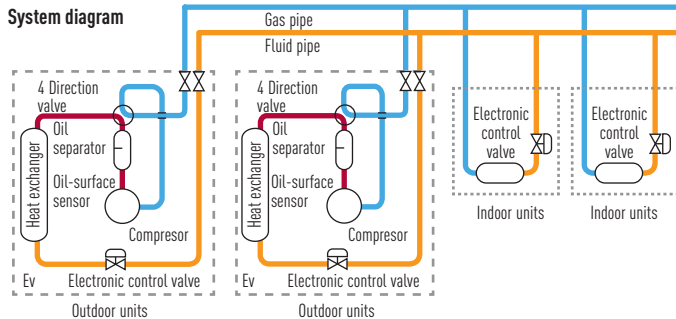 System diagram
Gas pipe
Fluid pipe
4 Direction
valve
Oil
separator
Oil-surface
sensor
Heat exchanger
Compresor
Ev
Electronic control valve
Outdoor units
4 Direction
valve
Oil
separator
Oil-surface
sensor
Heat exchanger
Compresor
Ev
Electronic control valve
Outdoor units
Electronic
control
valve
Indoor units
Electronic
control
valve
Indoor units